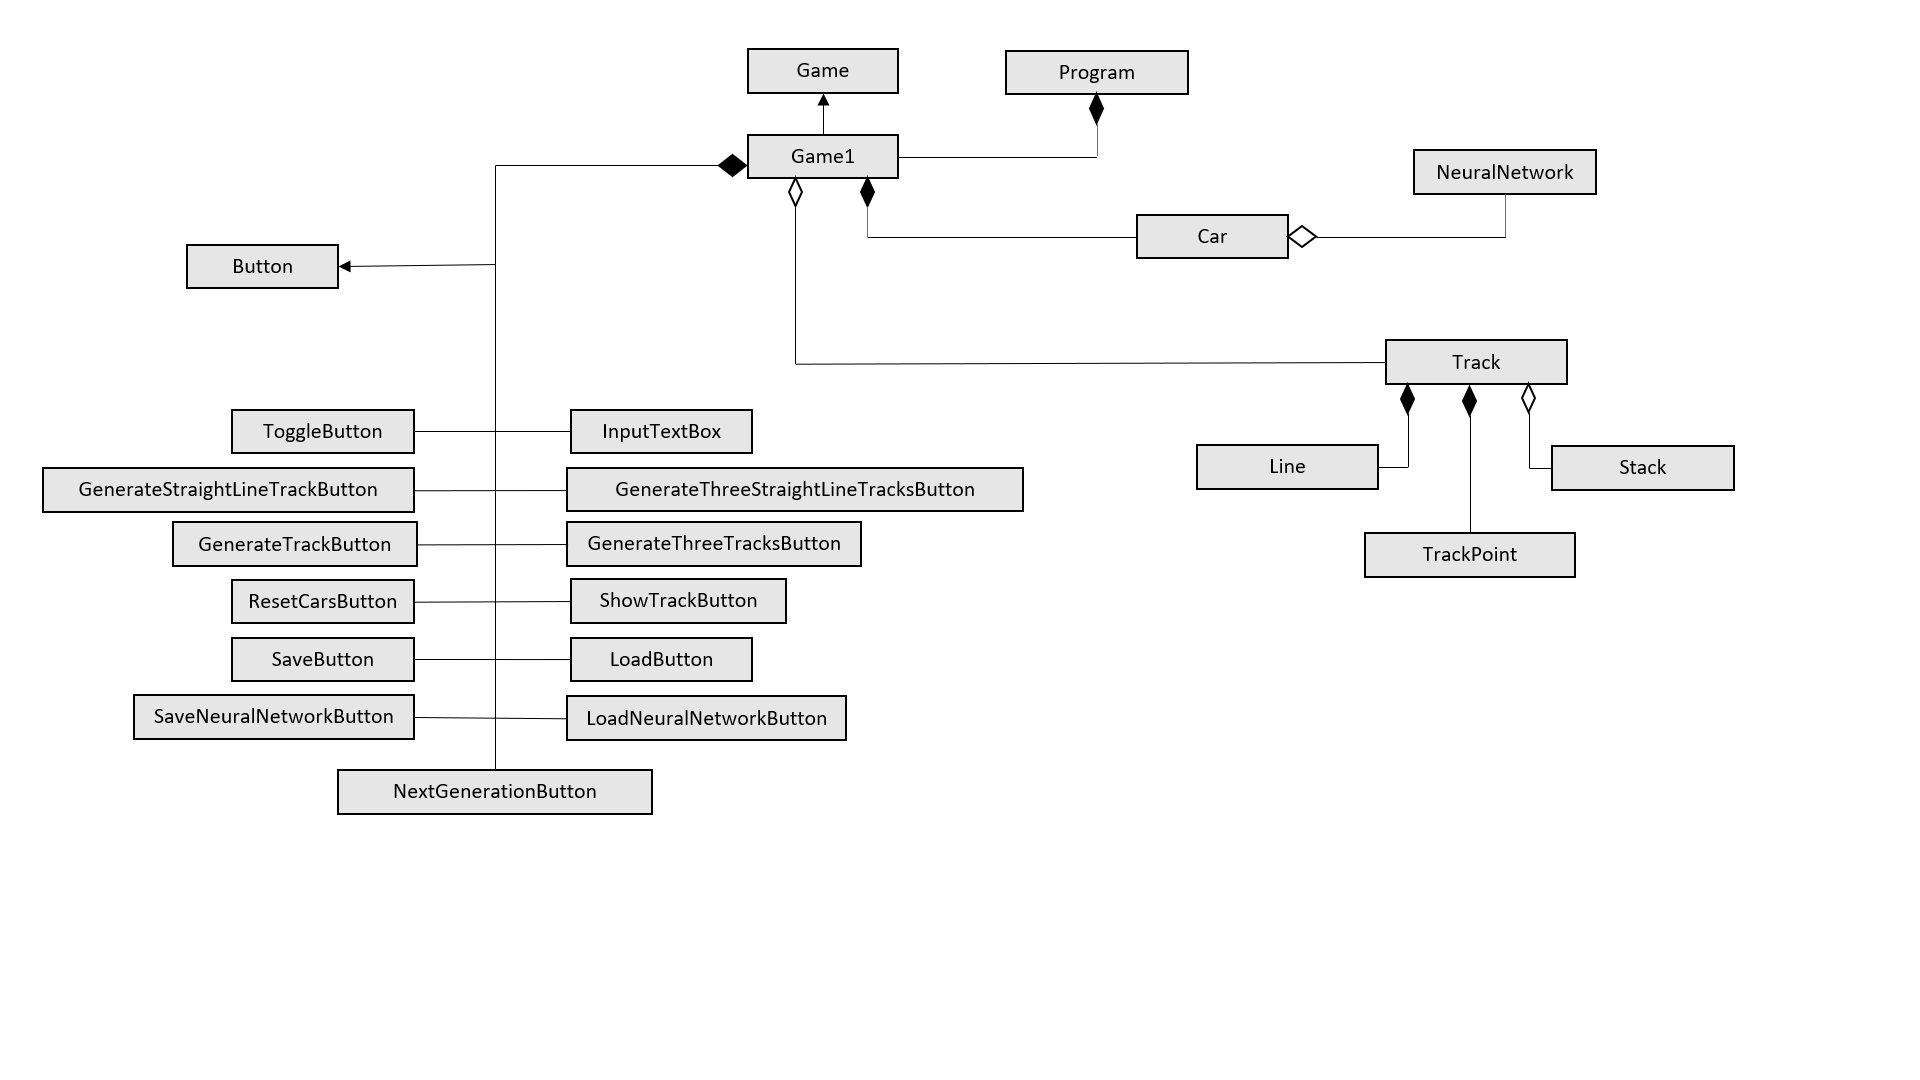 Game
Program
Game1
NeuralNetwork
Car
Button
Track
ToggleButton
InputTextBox
Line
Stack
GenerateStraightLineTrackButton
GenerateThreeStraightLineTracksButton
GenerateTrackButton
GenerateThreeTracksButton
TrackPoint
ResetCarsButton
ShowTrackButton
SaveButton
LoadButton
SaveNeuralNetworkButton
LoadNeuralNetworkButton
NextGenerationButton